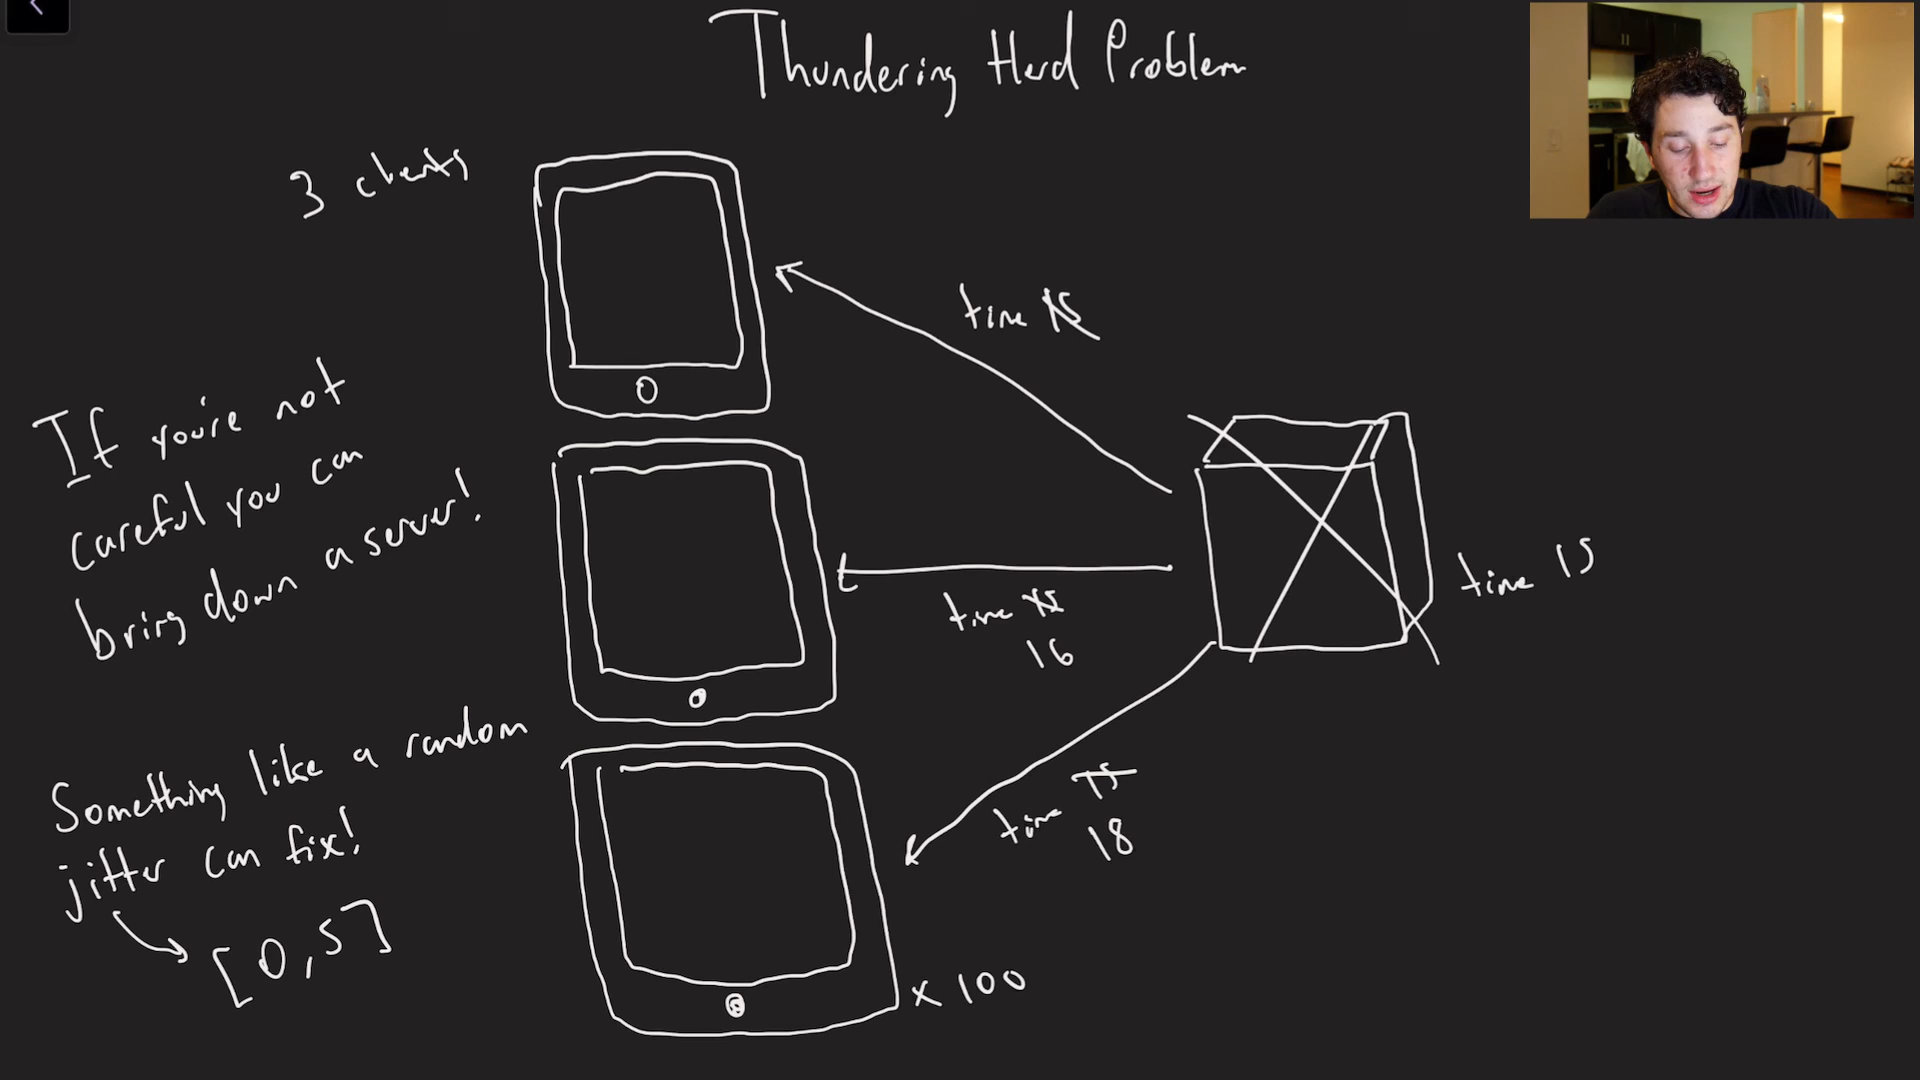 Thundering Herd Problem
3 clients
time 15
If you're not
careful you can
bring down a server!
time 15
16
time 15
Something like a random
jitter can fix!
[0,5]
time 15
18
x 100